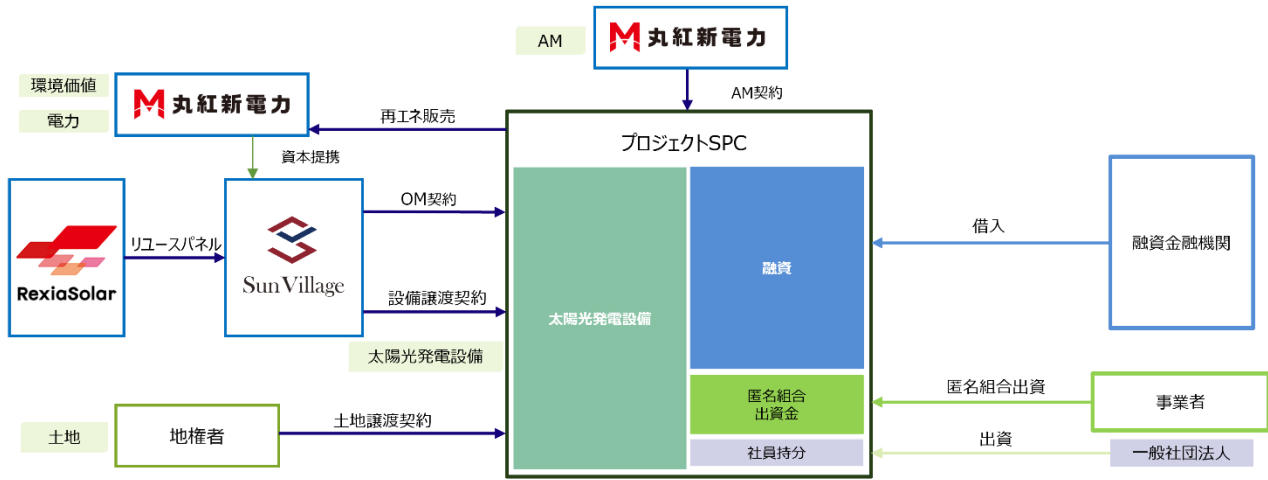 AM
丸紅新電力
AM契約
環境価値
電力
丸紅新電力
再エネ販売
資本提携
プロジェクトSPC
RexiaSolar
リユースパネル
SunVillage
OM契約
設備譲渡契約
太陽光発電設備
太陽光発電設備
融資
借入
融資金融機関
匿名組合
出資金
匿名組合出資
事業者
土地
地権者
土地譲渡契約
社員持分
出資
一般社団法人